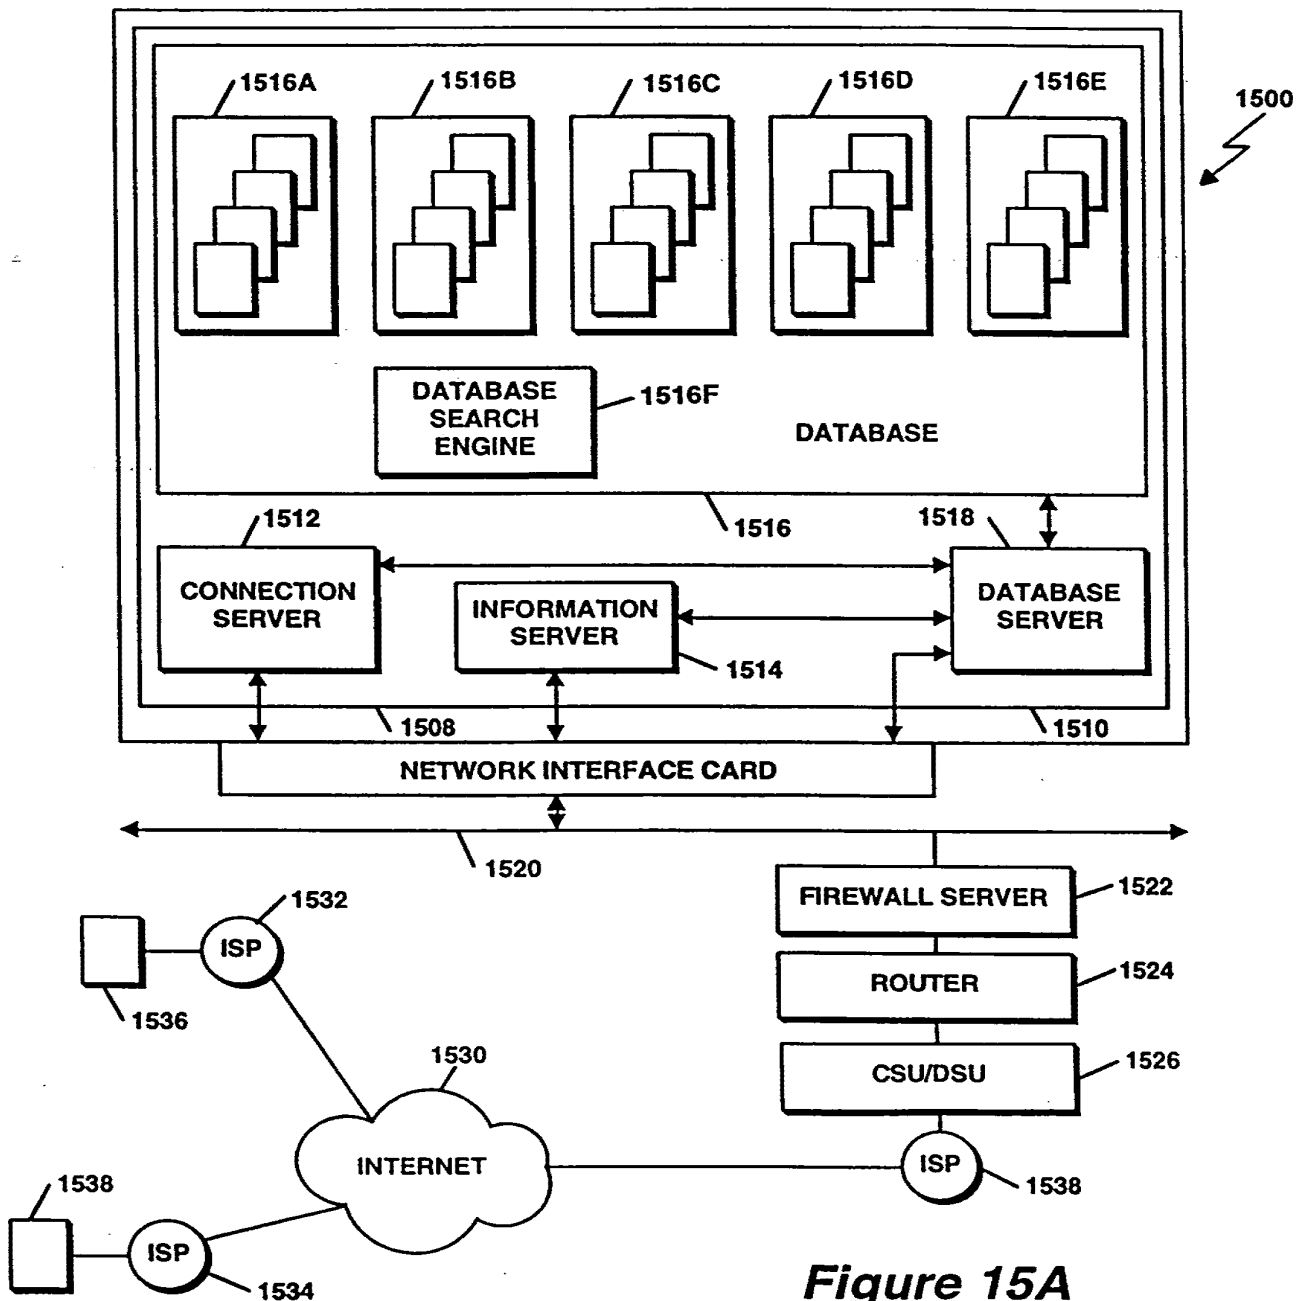 1516A
1516B
1516C
1516D
1516E
1500
DATABASE
SEARCH
ENGINE
1516F
DATABASE
1512
1516
1518
CONNECTION
SERVER
INFORMATION
SERVER
1514
DATABASE
SERVER
1508
1510
NETWORK INTERFACE CARD
1520
FIREWALL SERVER
1522
1532
ISP
1536
ROUTER
1524
1530
CSU/DSU
1526
INTERNET
ISP
1538
1538
ISP
1534
Figure 15A